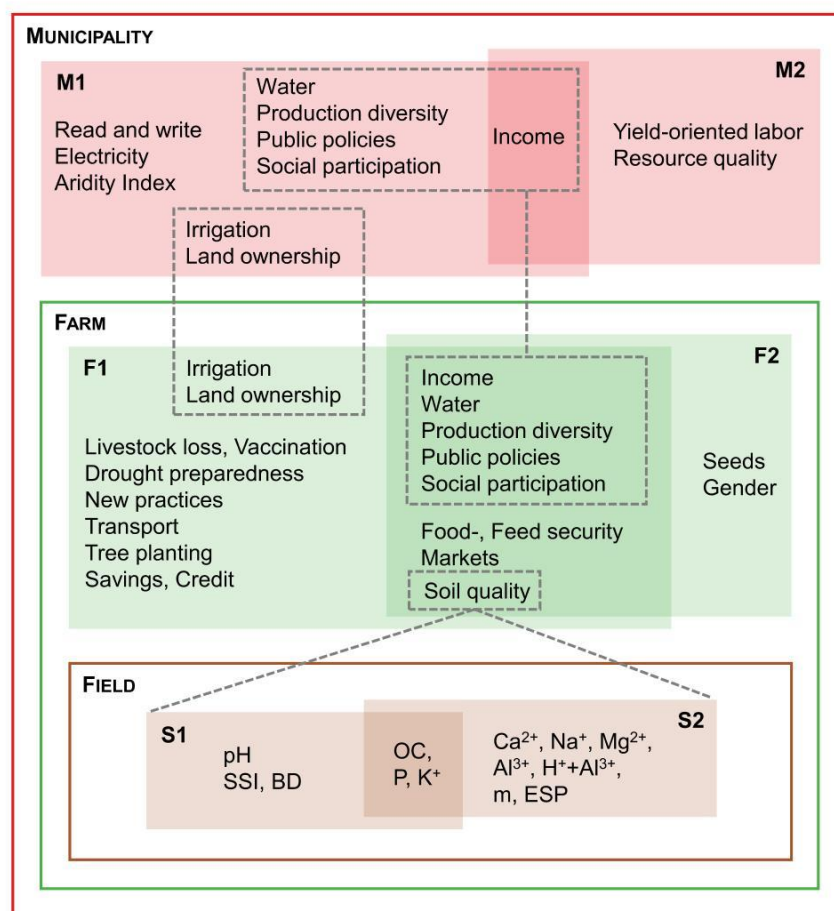 MUNICIPALITY
M1
M2
Read and write
Electricity
Aridity Index
Water
Production diversity
Public policies
Social participation
Income
Yield-oriented labor
Resource quality
Irrigation
Land ownership
FARM
F1
F2
Irrigation
Land ownership
Livestock loss, Vaccination
Drought preparedness
New practices
Transport
Tree planting
Savings, Credit
Income
Water
Production diversity
Public policies
Social participation
Food-, Feed security
Markets
Soil quality
Seeds
Gender
FIELD
S1
S2
pH
SSI, BD
OC,
P, K⁺
Ca²⁺, Na⁺, Mg²⁺,
Al³⁺, H⁺+Al³⁺,
m, ESP